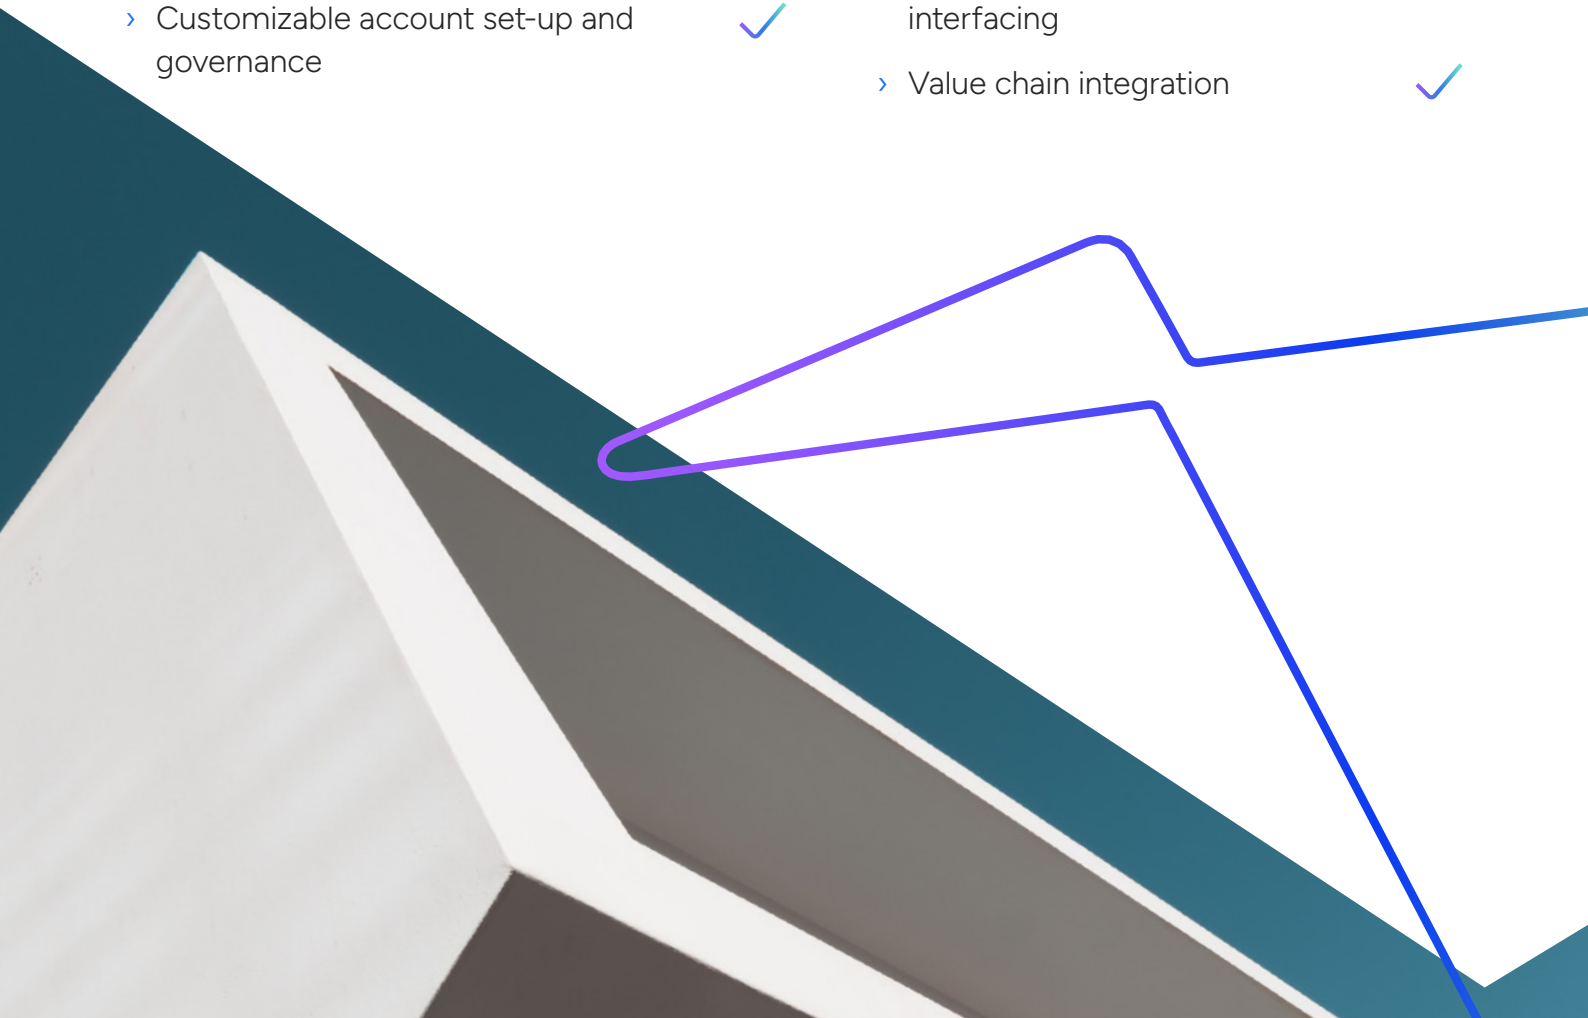 › Customizable account set-up and
governance
interfacing
› Value chain integration